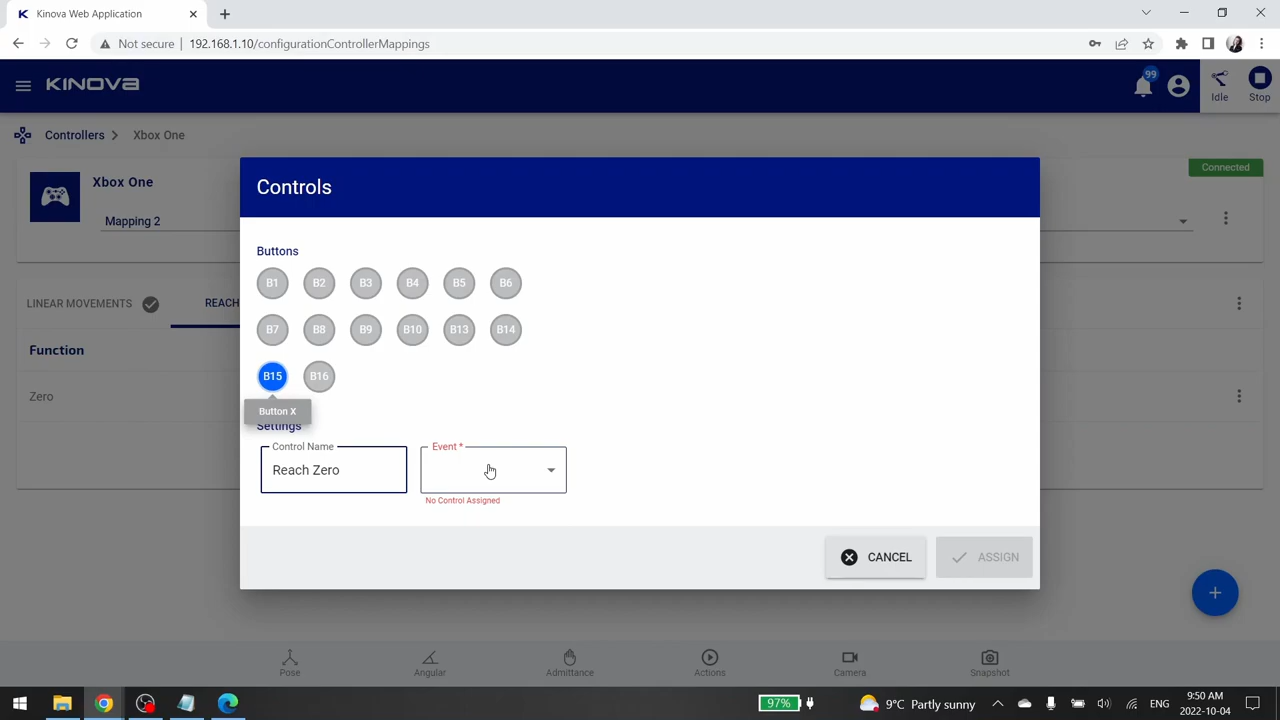 Kinova Web Application
Not secure
192.168.1.10/configurationControllerMappings
KINOVA
99
Idle
Stop
Controllers
Xbox One
Xbox One
Connected
Mapping 2
LINEAR MOVEMENTS
REACH
Function
Zero
Controls
Buttons
B1 B2 B3 B4 B5 B6
B7 B8 B9 B10 B13 B14
B15 B16
Button X
Settings
Control Name
Reach Zero
Event *
No Control Assigned
CANCEL
ASSIGN
Pose
Angular
Admittance
Actions
Camera
Snapshot
97%
9°C Partly sunny
ENG
9:50 AM
2022-10-04